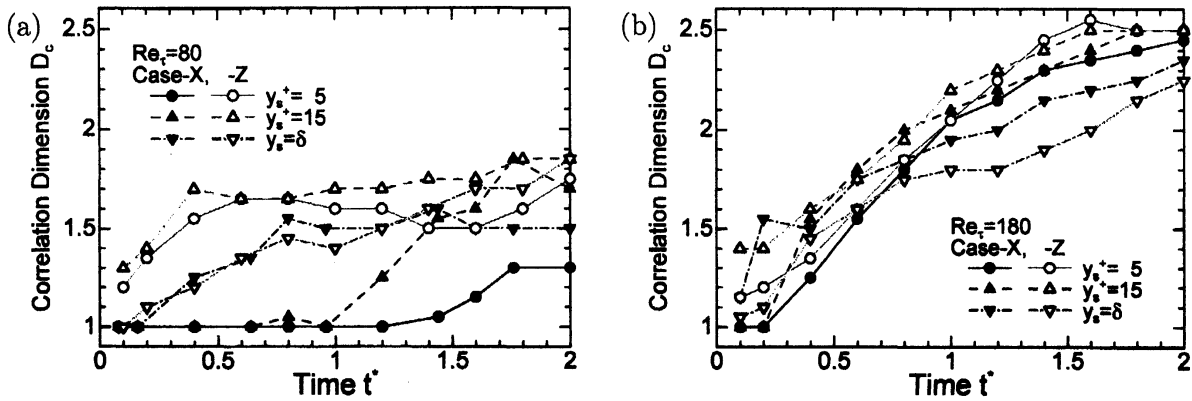 (a)
Correlation Dimension D_c
2.5
2
1.5
1
Re_τ=80
Case-X, -Z
y_s^+= 5
y_s^+=15
y_s=δ
0 0.5 1 1.5 2
Time t^*
(b)
Correlation Dimension D_c
2.5
2
1.5
1
Re_τ=180
Case-X, -Z
y_s^+= 5
y_s^+=15
y_s=δ
0 0.5 1 1.5 2
Time t^*